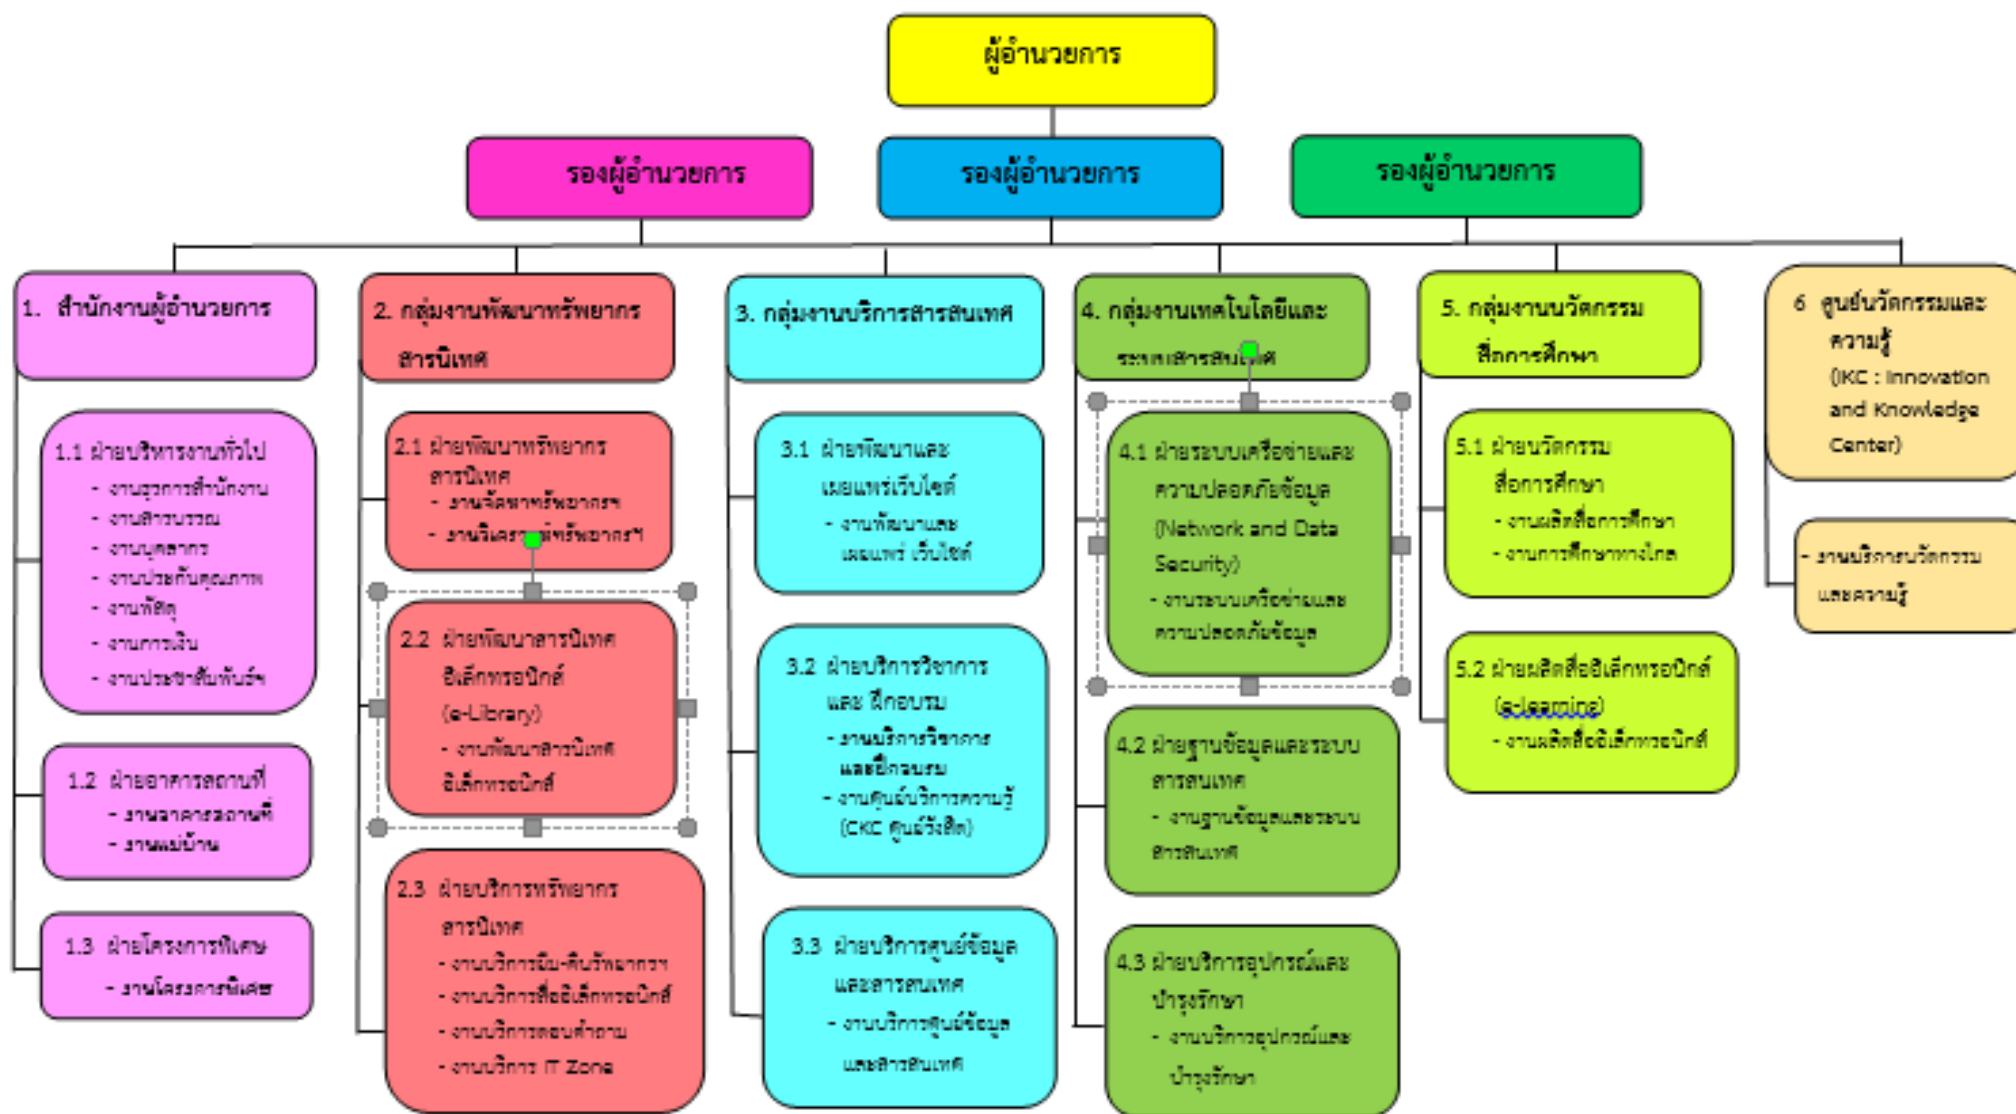 ผู้อำนวยการ
รองผู้อำนวยการ
รองผู้อำนวยการ
รองผู้อำนวยการ
1. สำนักงานผู้อำนวยการ
1.1 ฝ่ายบริหารงานทั่วไป
- งานธุรการสำนักงาน
- งานสารบรรณ
- งานบุคลากร
- งานประกันคุณภาพ
- งานพัสดุ
- งานการเงิน
- งานประชาสัมพันธ์ฯ
1.2 ฝ่ายอาคารสถานที่
- งานอาคารสถานที่
- งานแม่บ้าน
1.3 ฝ่ายโครงการพิเศษ
- งานโครงการพิเศษ
2. กลุ่มงานพัฒนาทรัพยากร
สารนิเทศ
2.1 ฝ่ายพัฒนาทรัพยากร
สารนิเทศ
- งานจัดหาทรัพยากรฯ
- งานวิเคราะห์ทรัพยากรฯ
2.2 ฝ่ายพัฒนาสารนิเทศ
อิเล็กทรอนิกส์
(e-Library)
- งานพัฒนาสารนิเทศ
อิเล็กทรอนิกส์
2.3 ฝ่ายบริการทรัพยากร
สารนิเทศ
- งานบริการยืม-คืนรัพยากรฯ
- งานบริการสื่ออิเล็กทรอนิกส์
- งานบริการตอบคำถาม
- งานบริการ IT Zone
3. กลุ่มงานบริการสารสนเทศ
3.1 ฝ่ายพัฒนาและ
เผยแพร่เว็บไซต์
- งานพัฒนาและ
เผยแพร่ เว็บไซต์
3.2 ฝ่ายบริการวิชาการ
และ ฝึกอบรม
- งานบริการวิชาการ
และฝึกอบรม
- งานศูนย์บริการความรู้
(CKC ศูนย์รังสิต)
3.3 ฝ่ายบริการศูนย์ข้อมูล
และสารสนเทศ
- งานบริการศูนย์ข้อมูล
และสารสนเทศ
4. กลุ่มงานเทคโนโลยีและ
ระบบสารสนเทศ
4.1 ฝ่ายระบบเครือข่ายและ
ความปลอดภัยข้อมูล
(Network and Data
Security)
- งานระบบเครือข่ายและ
ความปลอดภัยข้อมูล
4.2 ฝ่ายฐานข้อมูลและระบบ
สารสนเทศ
- งานฐานข้อมูลและระบบ
สารสนเทศ
4.3 ฝ่ายบริการอุปกรณ์และ
บำรุงรักษา
- งานบริการอุปกรณ์และ
บำรุงรักษา
5. กลุ่มงานนวัตกรรม
สื่อการศึกษา
5.1 ฝ่ายนวัตกรรม
สื่อการศึกษา
- งานผลิตสื่อการศึกษา
- งานการศึกษาทางไกล
5.2 ฝ่ายผลิตสื่ออิเล็กทรอนิกส์
(e-learning)
- งานผลิตสื่ออิเล็กทรอนิกส์
6 ศูนย์นวัตกรรมและ
ความรู้
(IKC : Innovation
and Knowledge
Center)
- งานบริการนวัตกรรม
และความรู้